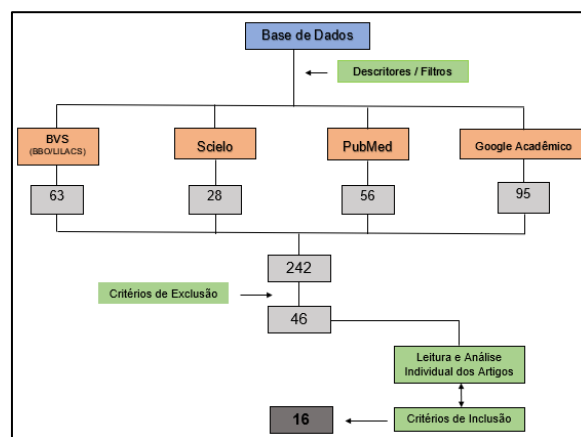 Base de Dados
Descritores / Filtros
BVS
(BBO/LILACS)
Scielo
PubMed
Google Acadêmico
63
28
56
95
242
Critérios de Exclusão
46
Leitura e Análise
Individual dos Artigos
16
Critérios de Inclusão